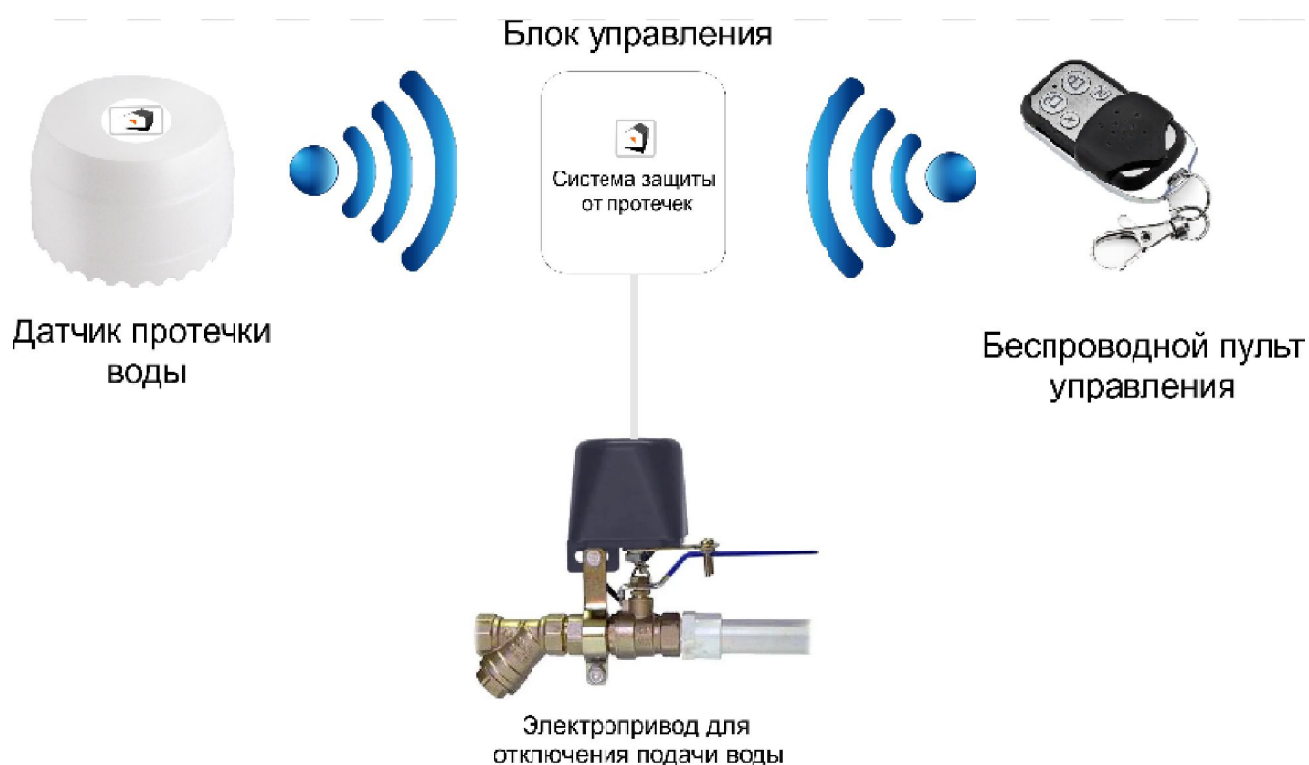 Блок управления
Система защиты
от протечек
Датчик протечки
воды
Беспроводной пульт
управления
Электропривод для
отключения подачи воды